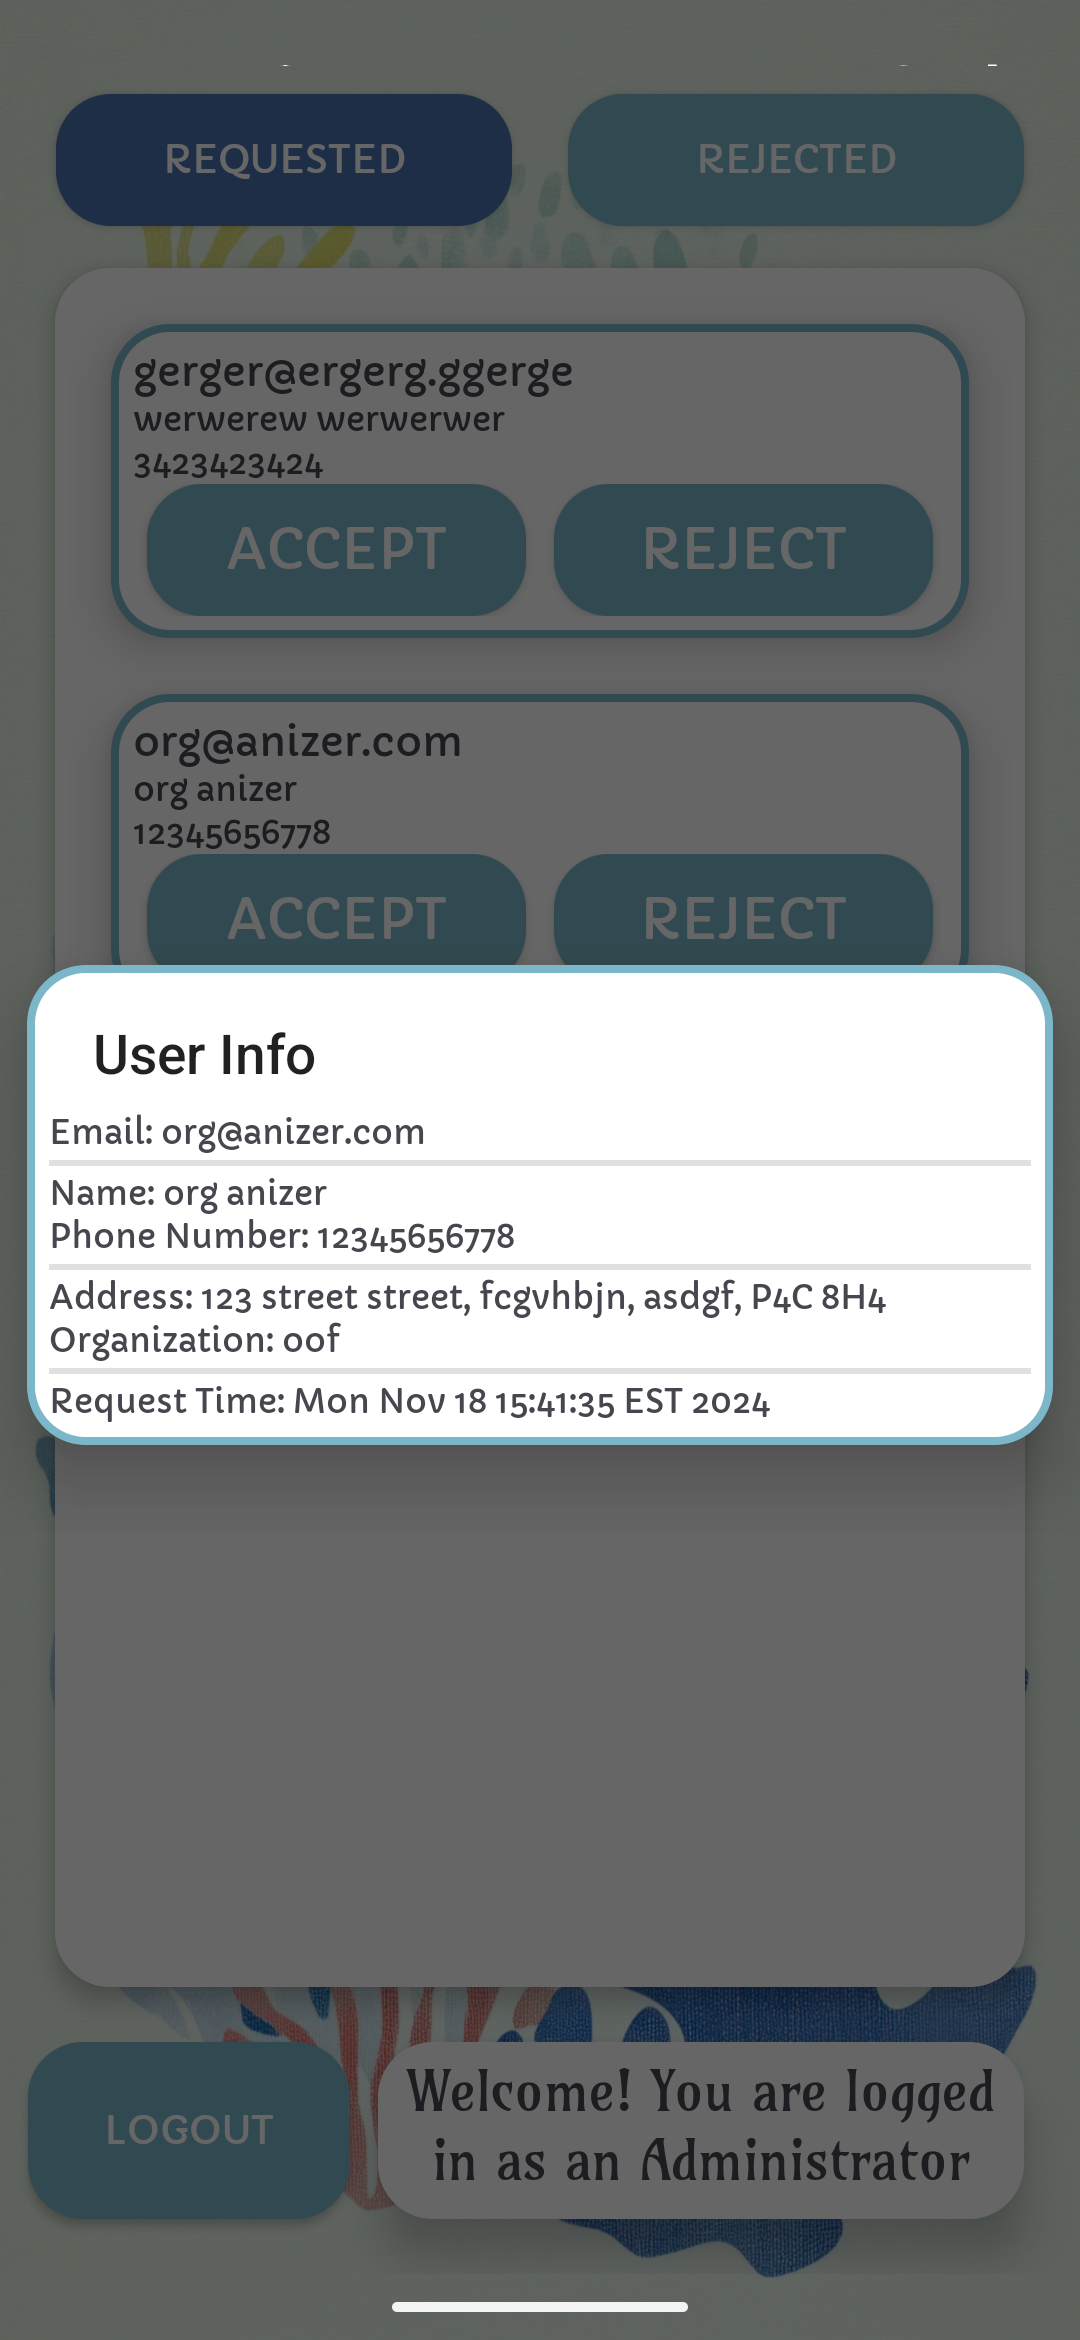 REQUESTED
REJECTED
gerger@ergerg.ggerge
werwerew werwerwer
3423423424
ACCEPT
REJECT
org@anizer.com
org anizer
12345656778
ACCEPT
REJECT
User Info
Email: org@anizer.com
Name: org anizer
Phone Number: 12345656778
Address: 123 street street, fcgvhbjn, asdgf, P4C 8H4
Organization: oof
Request Time: Mon Nov 18 15:41:35 EST 2024
LOGOUT
Welcome! You are logged
in as an Administrator